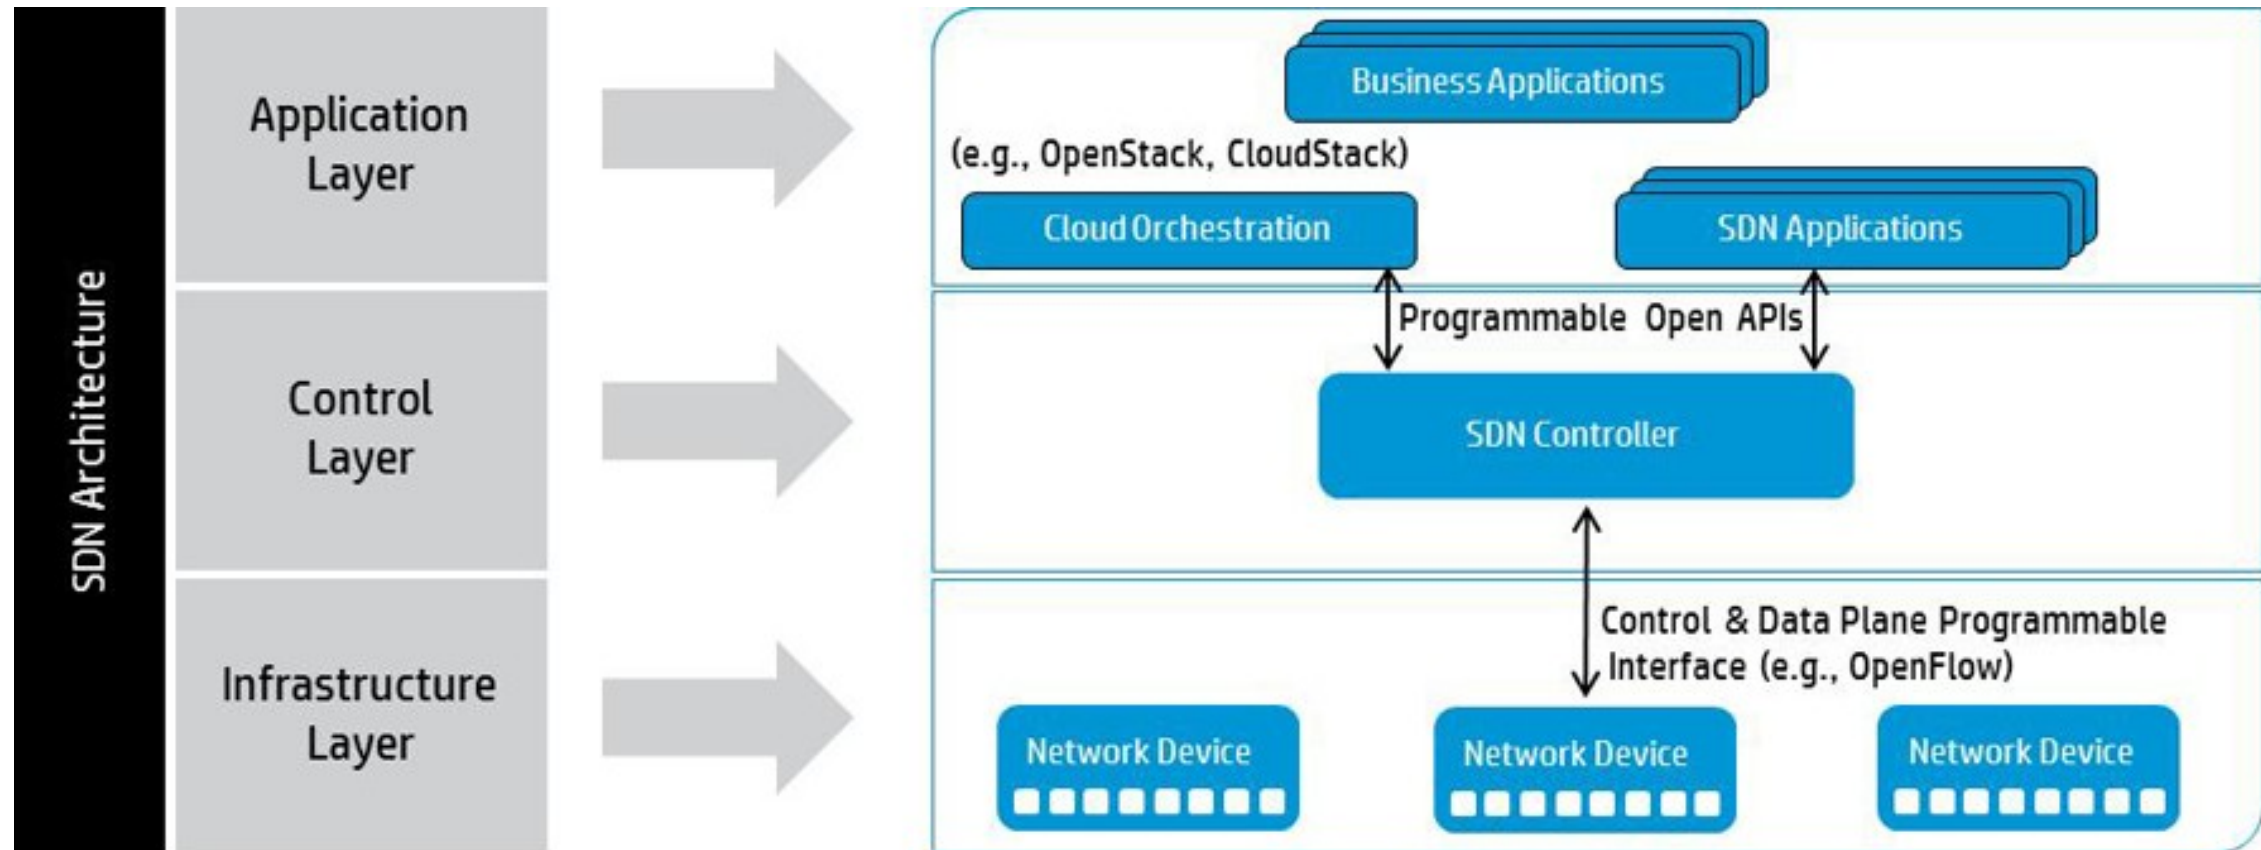 SDN Architecture
Application
Layer
Control
Layer
Infrastructure
Layer
Business Applications
(e.g., OpenStack, CloudStack)
Cloud Orchestration
SDN Applications
Programmable Open APIs
SDN Controller
Control & Data Plane Programmable
Interface (e.g., OpenFlow)
Network Device
Network Device
Network Device